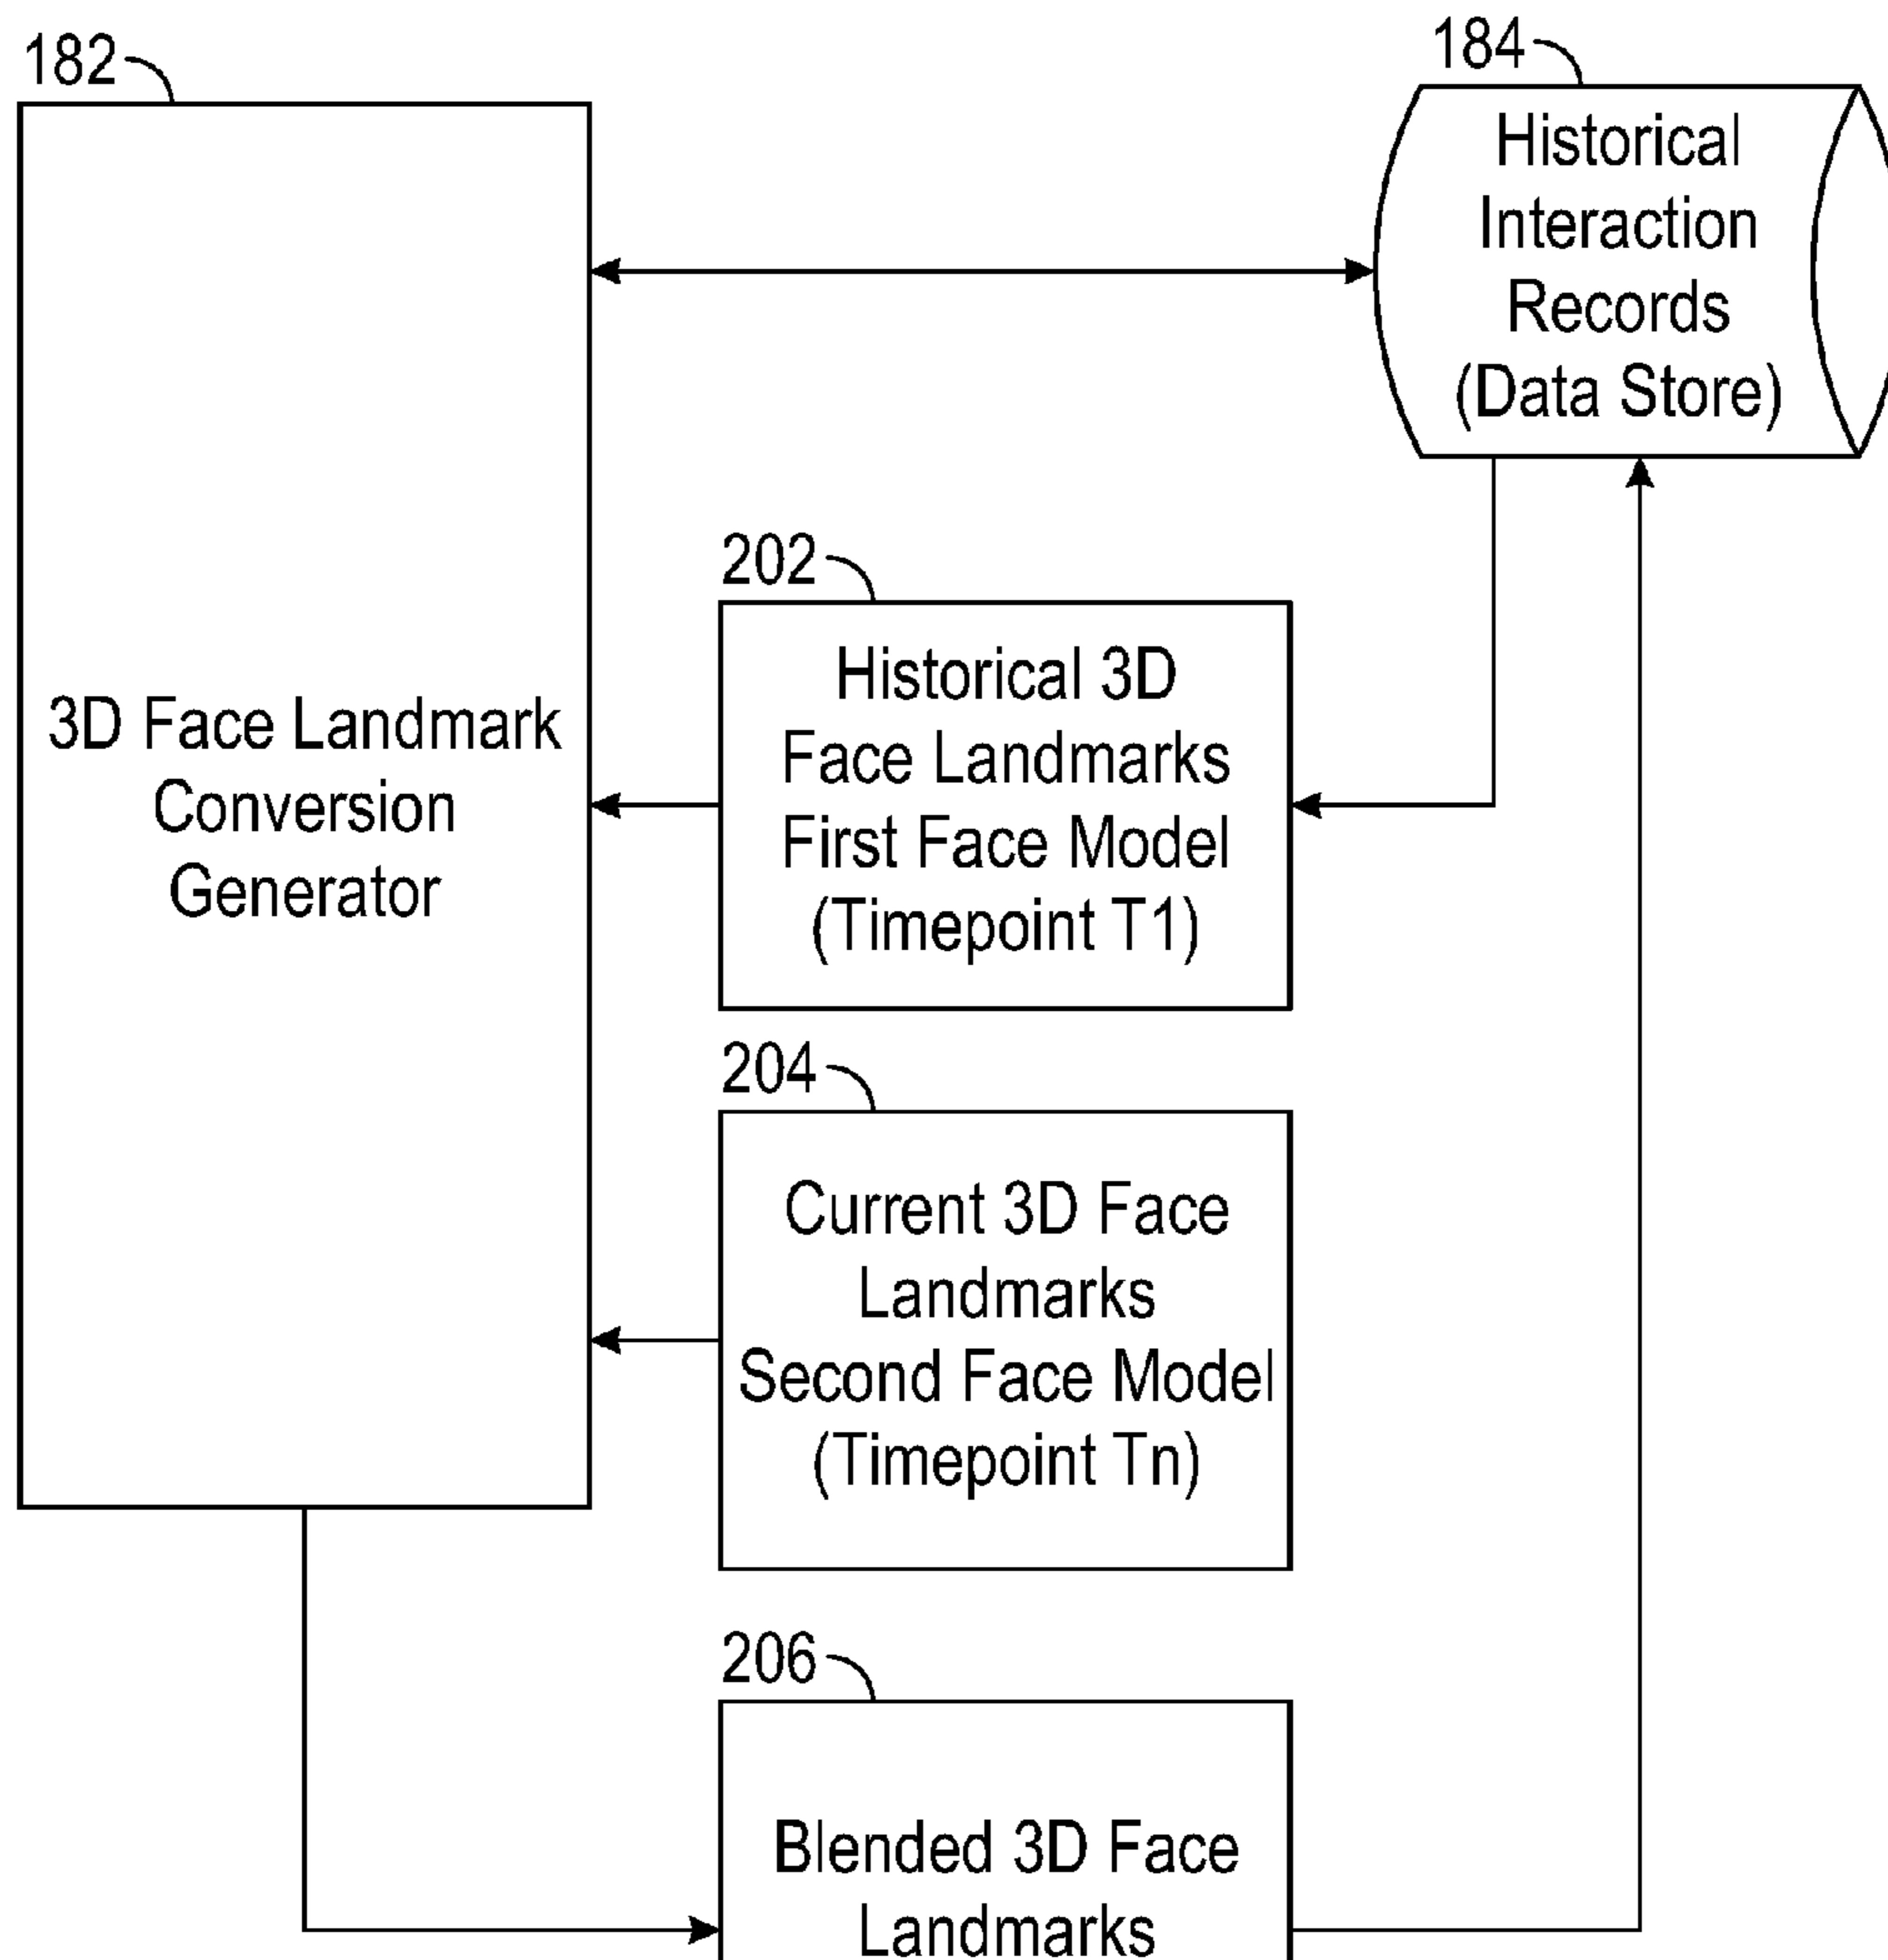 182
184
Historical
Interaction
Records
(Data Store)
3D Face Landmark
Conversion
Generator
202
Historical 3D
Face Landmarks
First Face Model
(Timepoint T1)
204
Current 3D Face
Landmarks
Second Face Model
(Timepoint Tn)
206
Blended 3D Face
Landmarks